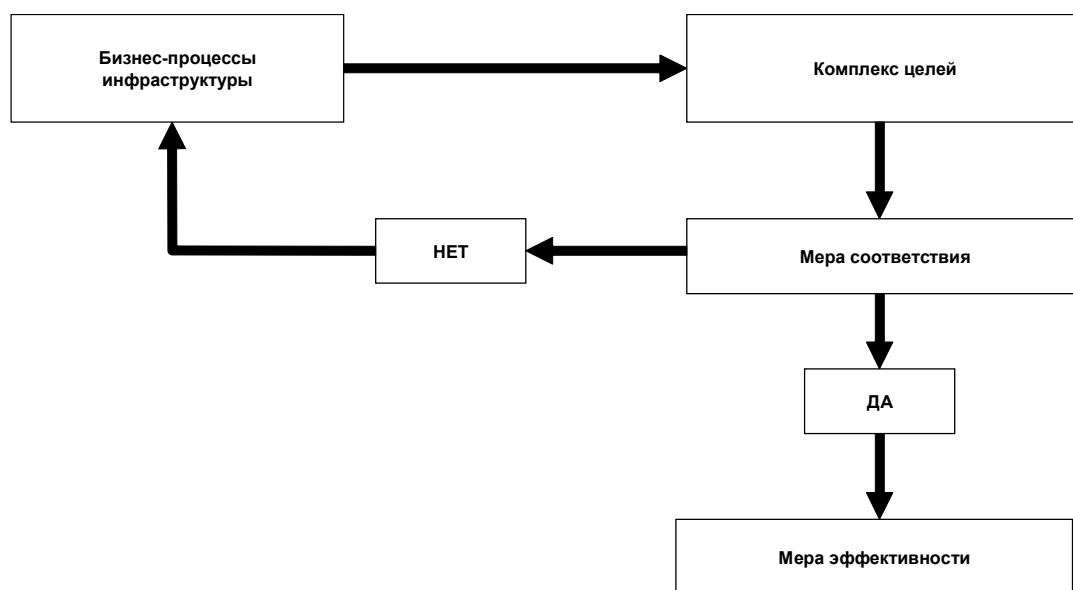 Бизнес-процессы
инфраструктуры
Комплекс целей
НЕТ
Мера соответствия
ДА
Мера эффективности